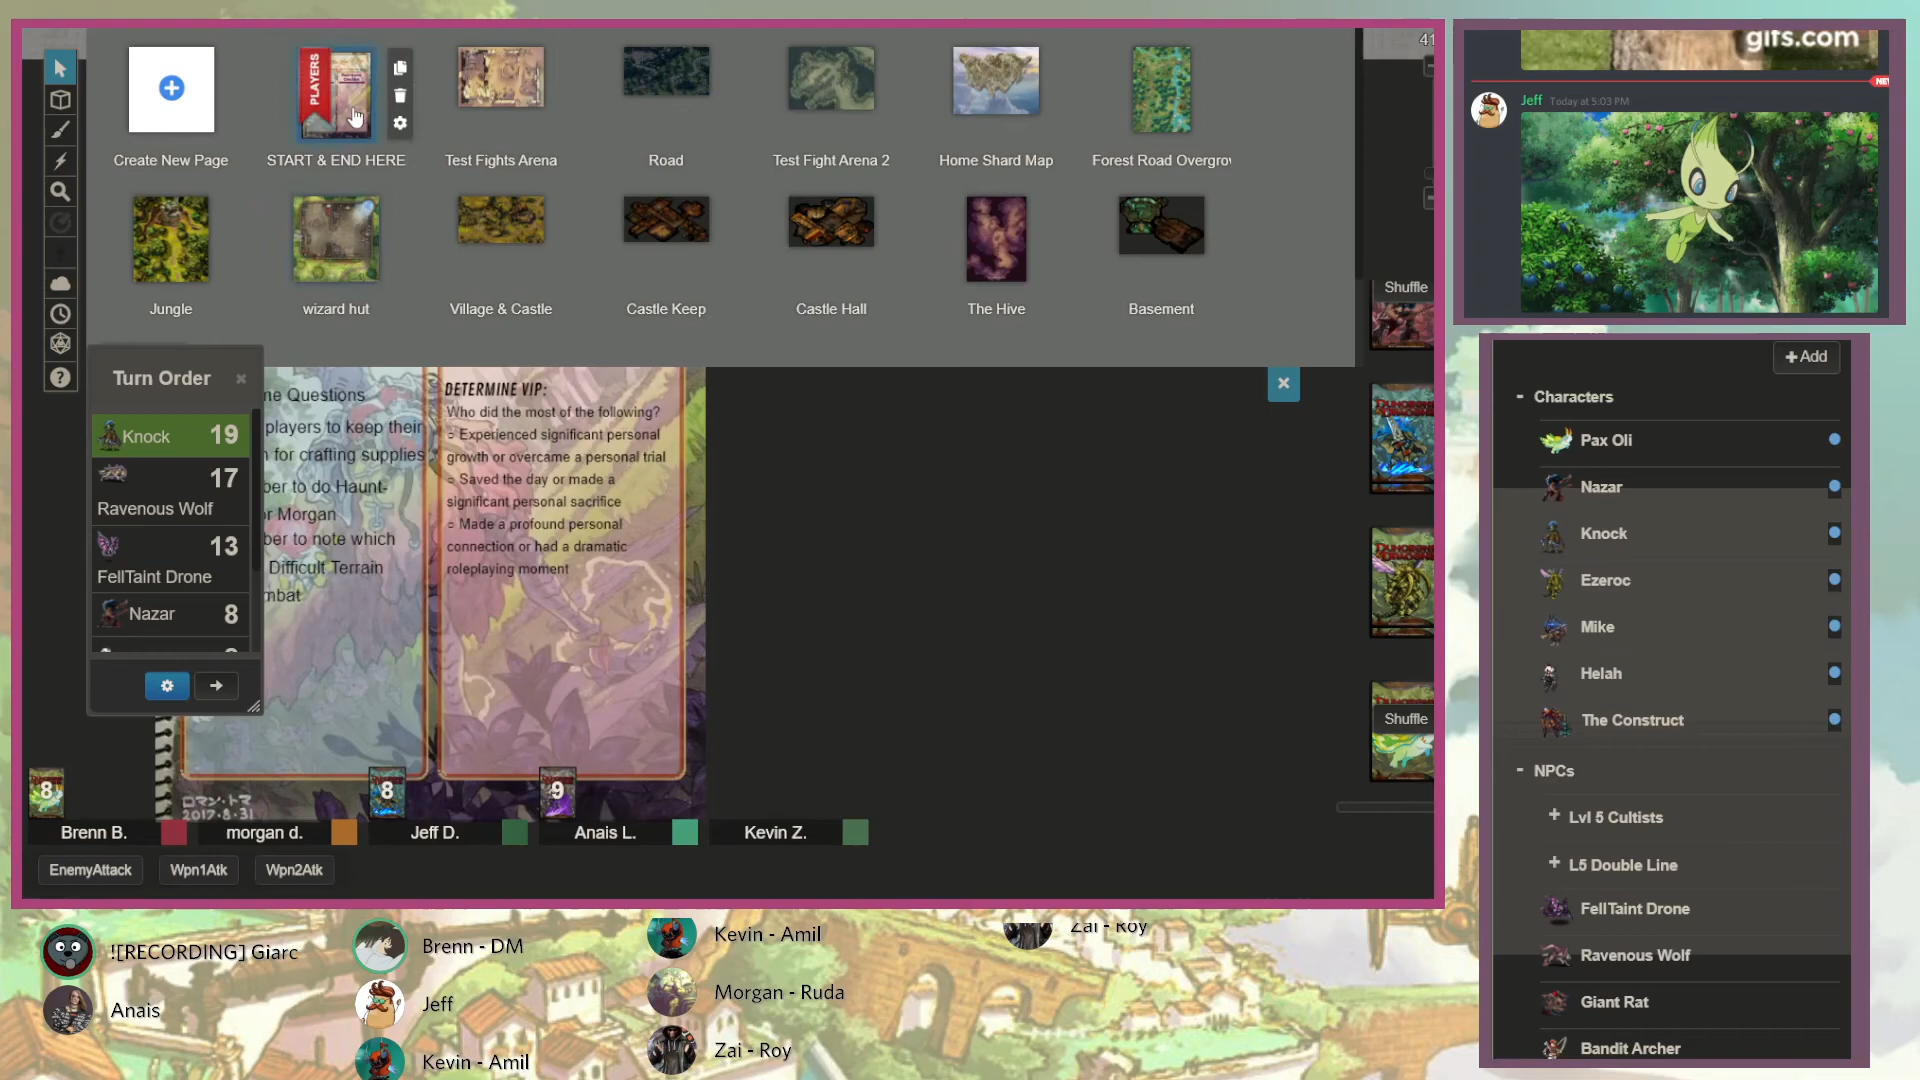 PLAYERS
Create New Page
START & END HERE
Test Fights Arena
Road
Test Fight Arena 2
Home Shard Map
Forest Road Overgro
Jungle
wizard hut
Village & Castle
Castle Keep
Castle Hall
The Hive
Basement
41
Shuffle
Turn Order
Knock 19
17
Ravenous Wolf
13
FellTaint Drone
Nazar 8
me Questions
players to keep their
for crafting supplies
ber to do Haunt-
r Morgan
ber to note which
Difficult Terrain
mbat
DETERMINE VIP:
Who did the most of the following?
○ Experienced significant personal
growth or overcame a personal trial
○ Saved the day or made a
significant personal sacrifice
○ Made a profound personal
connection or had a dramatic
roleplaying moment
ロマン・トマ
2017・8・31
Shuffle
8
8
9
Brenn B.
morgan d.
Jeff D.
Anais L.
Kevin Z.
EnemyAttack
Wpn1Atk
Wpn2Atk
gifs.com
NE
Jeff Today at 5:03 PM
+ Add
- Characters
Pax Oli
Nazar
Knock
Ezeroc
Mike
Helah
The Construct
- NPCs
+ Lvl 5 Cultists
+ L5 Double Line
FellTaint Drone
Ravenous Wolf
Giant Rat
Bandit Archer
![RECORDING] Giarc
Anais
Brenn - DM
Jeff
Kevin - Amil
Kevin - Amil
Morgan - Ruda
Zai - Roy
Zai - Roy